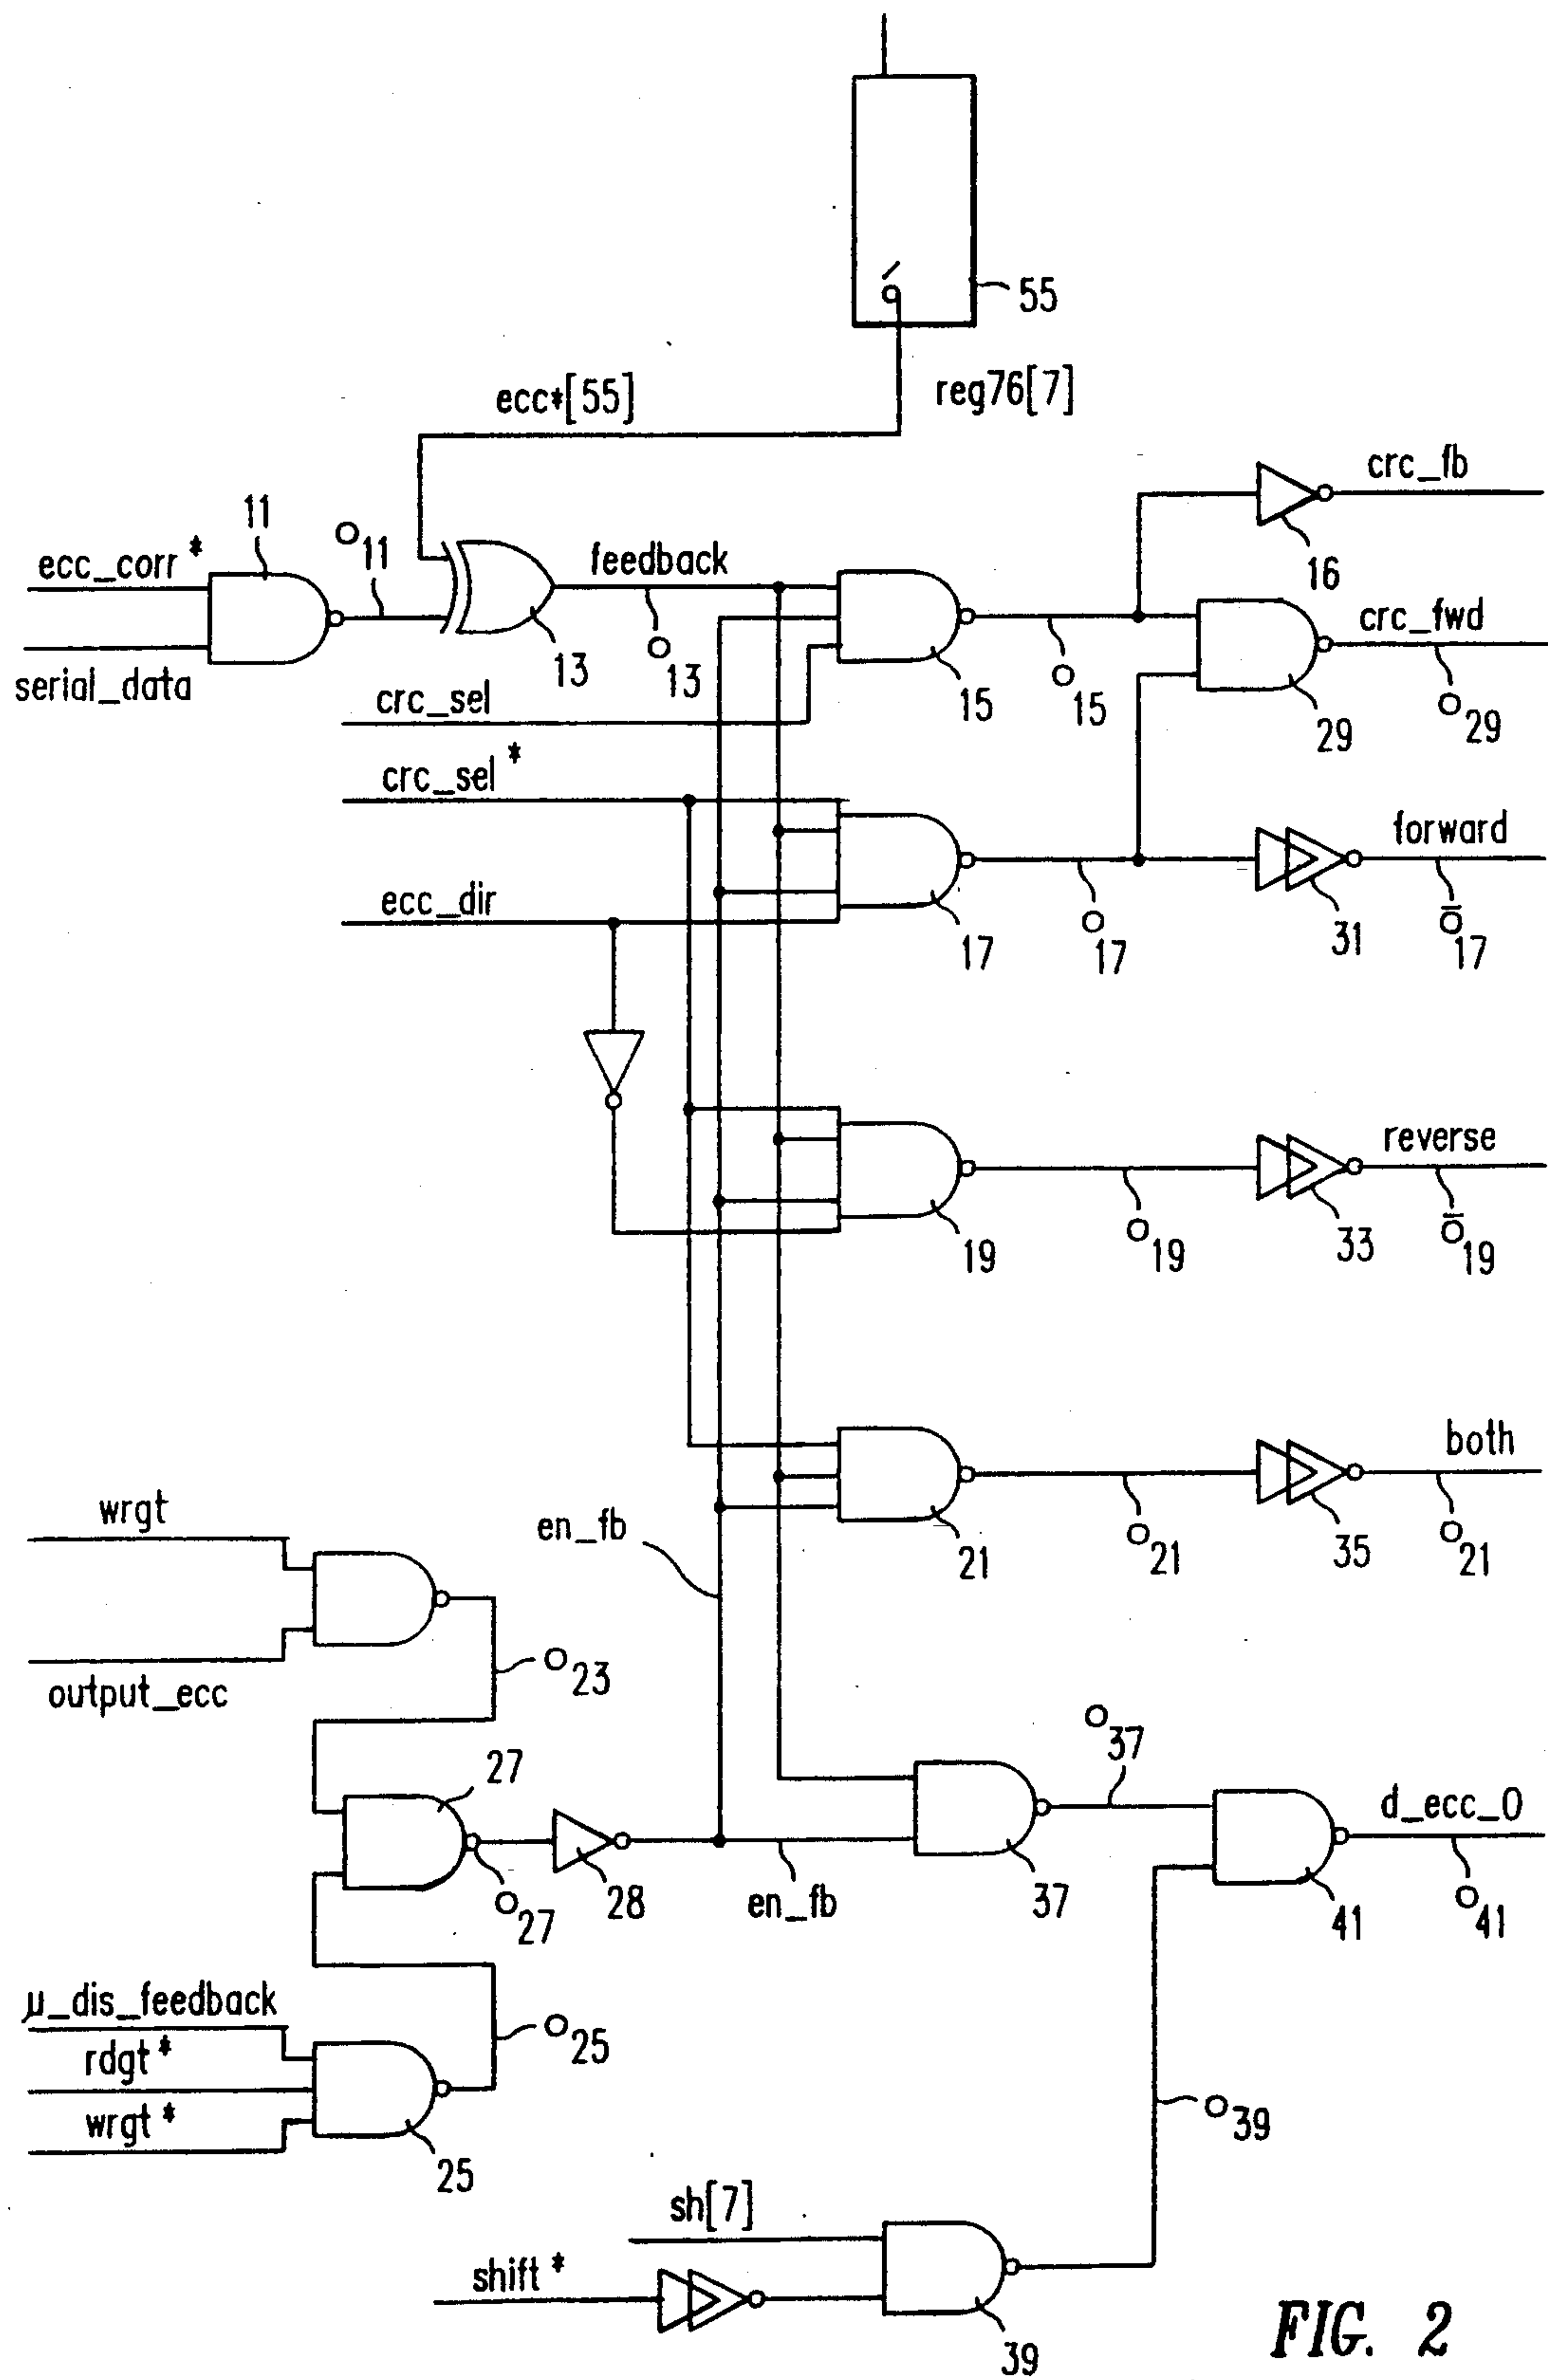 55
reg76[7]
ecc*[55]
crc_fb
16
ecc_corr*
11
O11
serial_data
feedback
13
O13
15
O15
crc_fwd
29
O29
crc_sel
crc_sel*
ecc_dir
17
O17
forward
31
O̅17
19
O19
reverse
33
O̅19
both
21
O21
35
O21
en_fb
wrgt
output_ecc
O23
27
O27
28
en_fb
O37
37
d_ecc_0
41
O41
μ_dis_feedback
rdgt*
wrgt*
25
O25
O39
sh[7]
shift*
39
FIG. 2